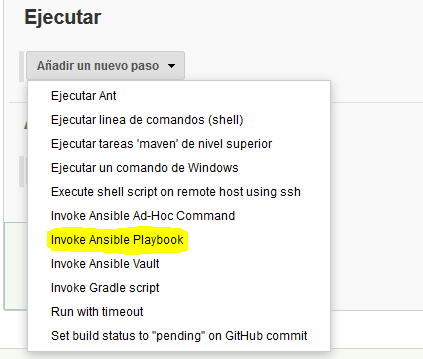 Ejecutar
Añadir un nuevo paso
Ejecutar Ant
Ejecutar linea de comandos (shell)
Ejecutar tareas 'maven' de nivel superior
Ejecutar un comando de Windows
Execute shell script on remote host using ssh
Invoke Ansible Ad-Hoc Command
Invoke Ansible Playbook
Invoke Ansible Vault
Invoke Gradle script
Run with timeout
Set build status to "pending" on GitHub commit